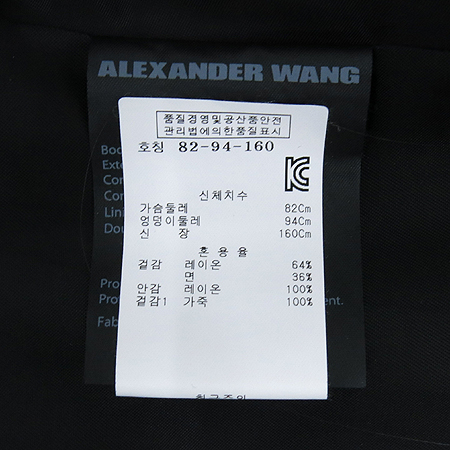 ALEXANDER WANG
품질경영및공산품안전
관리법에의한품질표시
호칭 82-94-160
KC
신체치수
가슴둘레 82Cm
엉덩이둘레 94Cm
신 장 160Cm
혼 용 율
겉감 레이온 64%
면 36%
안감 레이온 100%
겉감1 가죽 100%